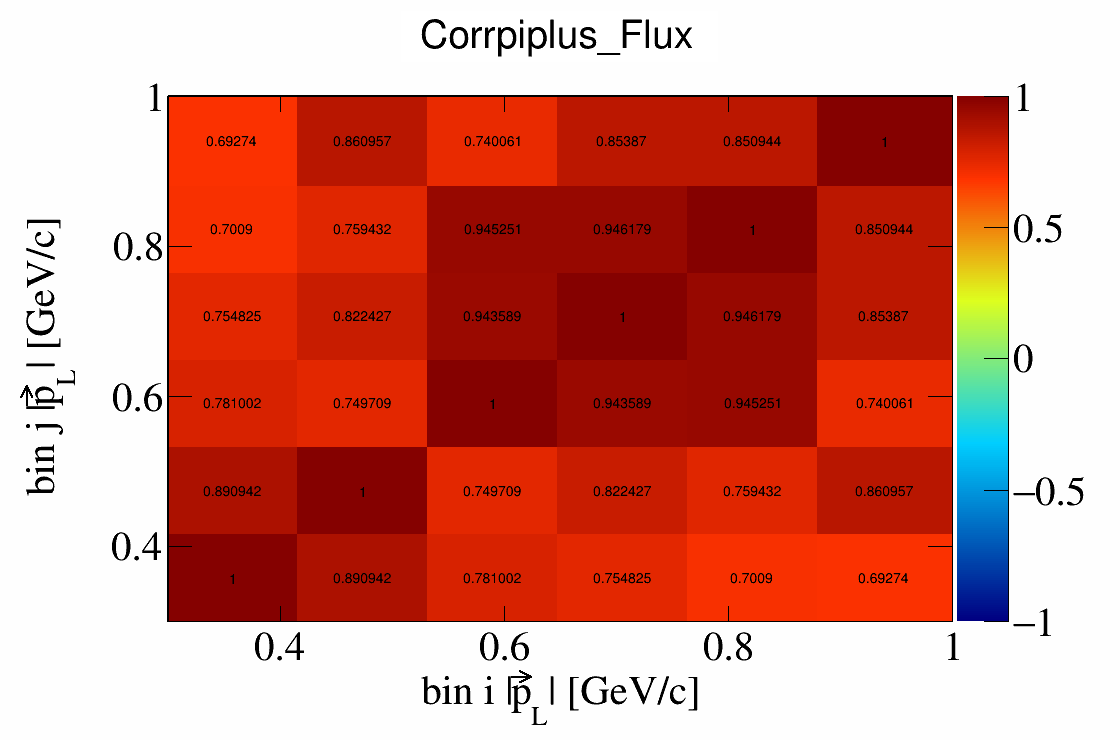 Corrpiplus_Flux
1
0.69274 0.860957 0.740061 0.85387 0.850944 1
1
0.8
0.7009 0.759432 0.945251 0.946179 1 0.850944
0.5
0.754825 0.822427 0.943589 1 0.946179 0.85387
0
0.6
0.781002 0.749709 1 0.943589 0.945251 0.740061
0.890942 1 0.749709 0.822427 0.759432 0.860957
−0.5
0.4
1 0.890942 0.781002 0.754825 0.7009 0.69274
−1
0.4 0.6 0.8 1
bin i |p⃗_L| [GeV/c]
bin j |p⃗_L| [GeV/c]